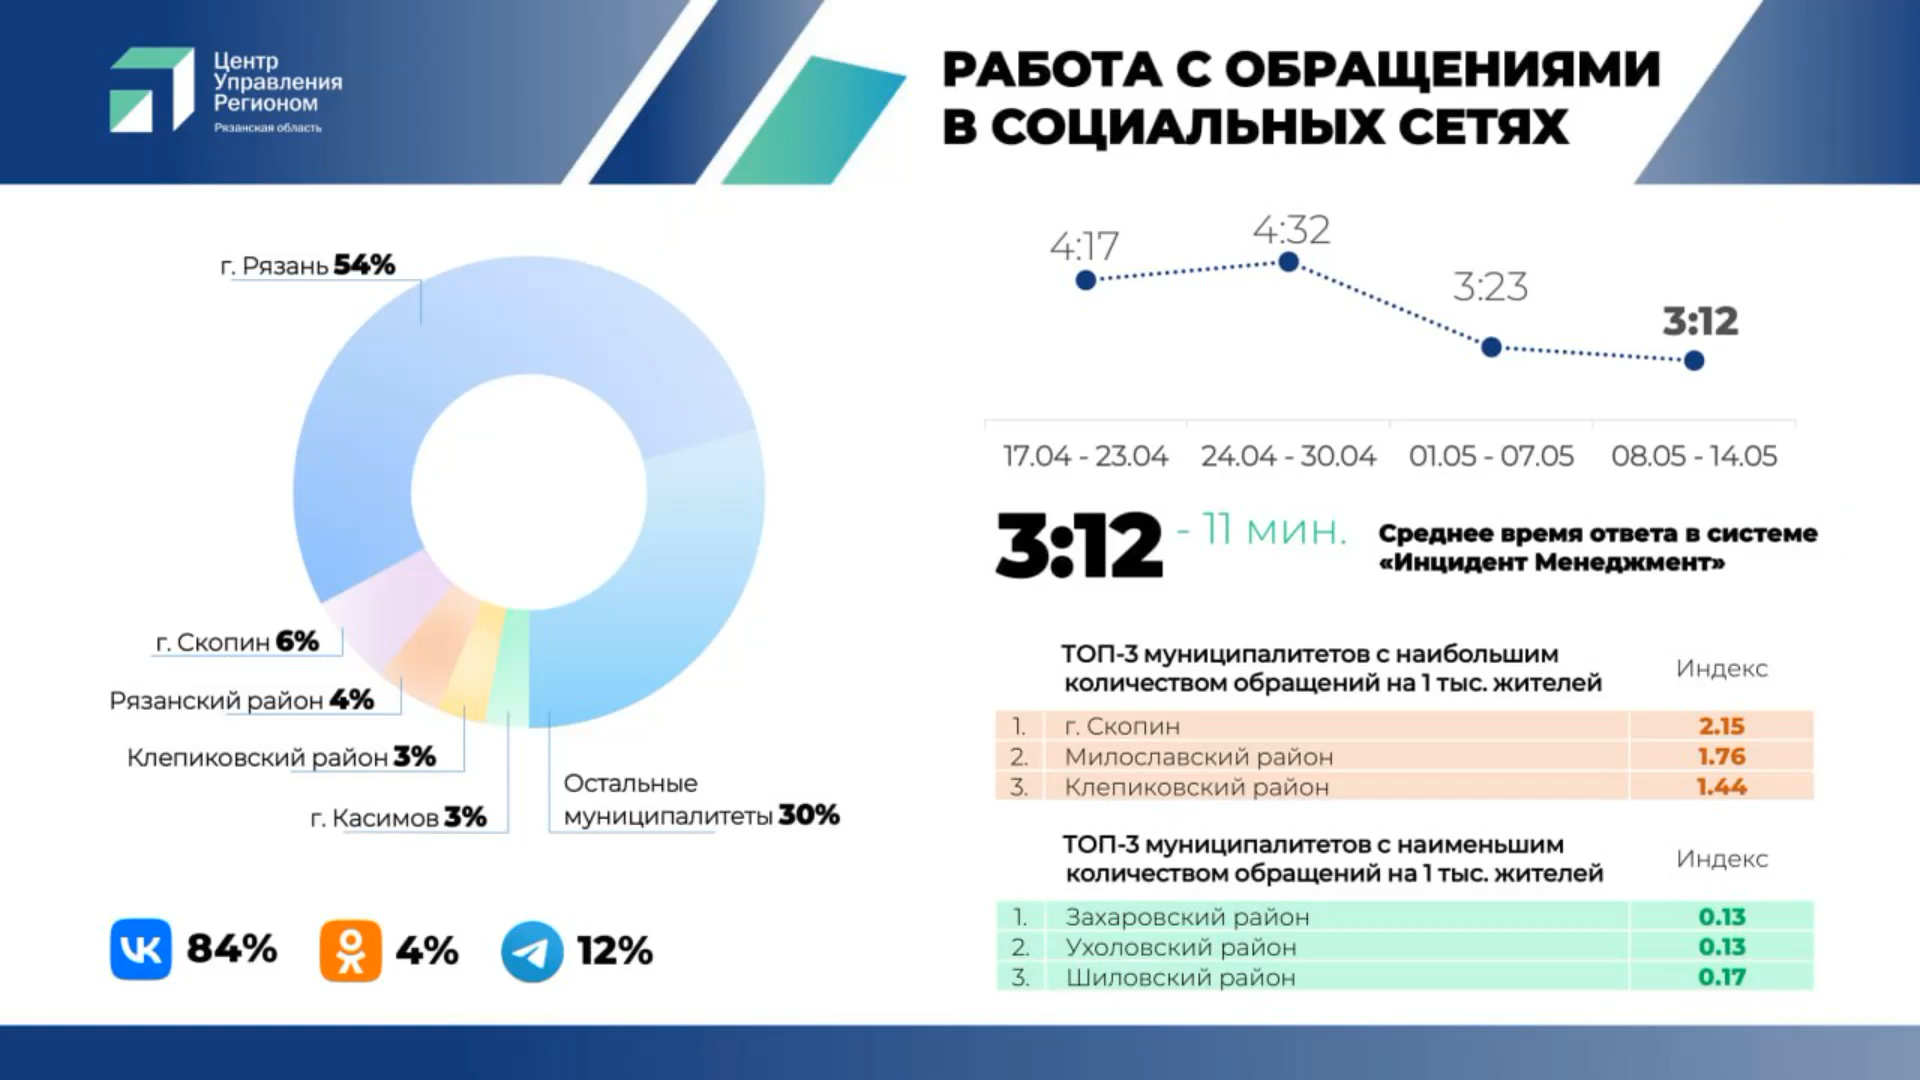 Центр
Управления
Регионом
Рязанская область
РАБОТА С ОБРАЩЕНИЯМИ
В СОЦИАЛЬНЫХ СЕТЯХ
г. Рязань 54%
г. Скопин 6%
Рязанский район 4%
Клепиковский район 3%
г. Касимов 3%
Остальные
муниципалитеты 30%
84%
4%
12%
4:17
4:32
3:23
3:12
17.04 - 23.04
24.04 - 30.04
01.05 - 07.05
08.05 - 14.05
3:12 - 11 мин.
Среднее время ответа в системе
«Инцидент Менеджмент»
ТОП-3 муниципалитетов с наибольшим
количеством обращений на 1 тыс. жителей
Индекс
1. г. Скопин 2.15
2. Милославский район 1.76
3. Клепиковский район 1.44
ТОП-3 муниципалитетов с наименьшим
количеством обращений на 1 тыс. жителей
Индекс
1. Захаровский район 0.13
2. Ухоловский район 0.13
3. Шиловский район 0.17